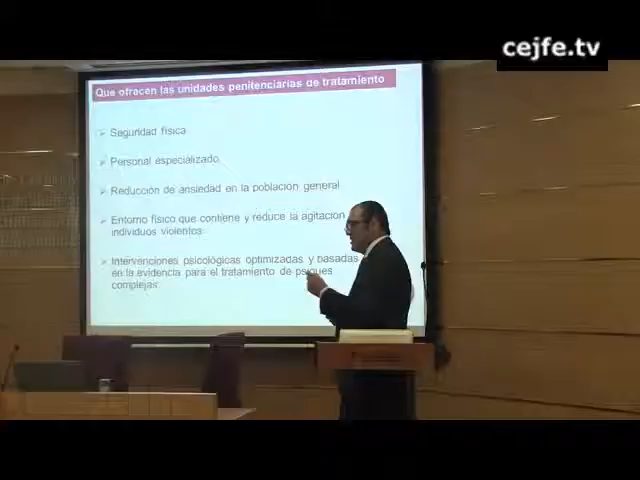 cejfe.tv
Que ofrecen las unidades penitenciarias de tratamiento
➢ Seguridad física
➢ Personal especializado
➢ Reducción de ansiedad en la población general
➢ Entorno físico que contiene y reduce la agitación
individuos violentos
➢ Intervenciones psicológicas optimizadas y basadas
en la evidencia para el tratamiento de psiques
complejas